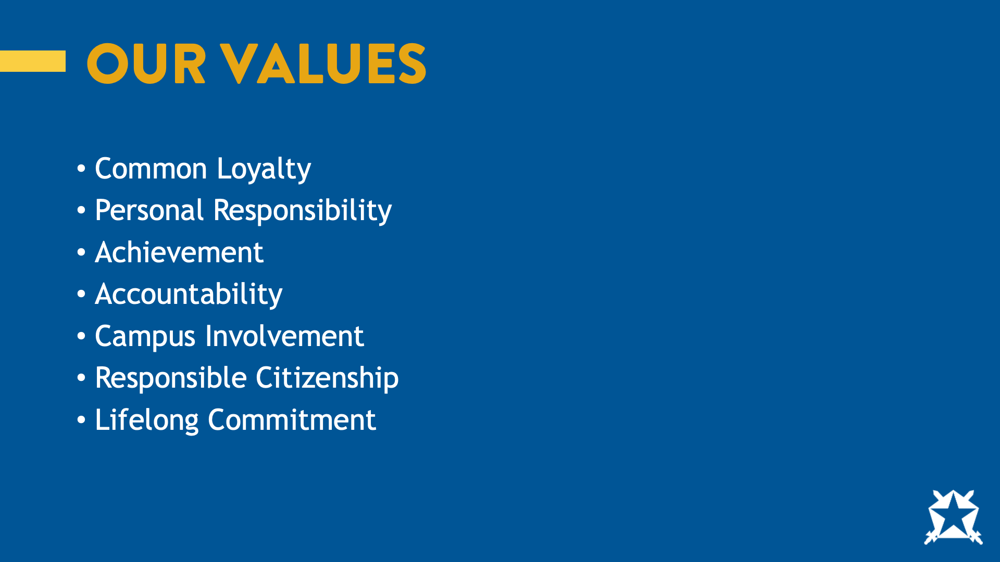 OUR VALUES
• Common Loyalty
• Personal Responsibility
• Achievement
• Accountability
• Campus Involvement
• Responsible Citizenship
• Lifelong Commitment